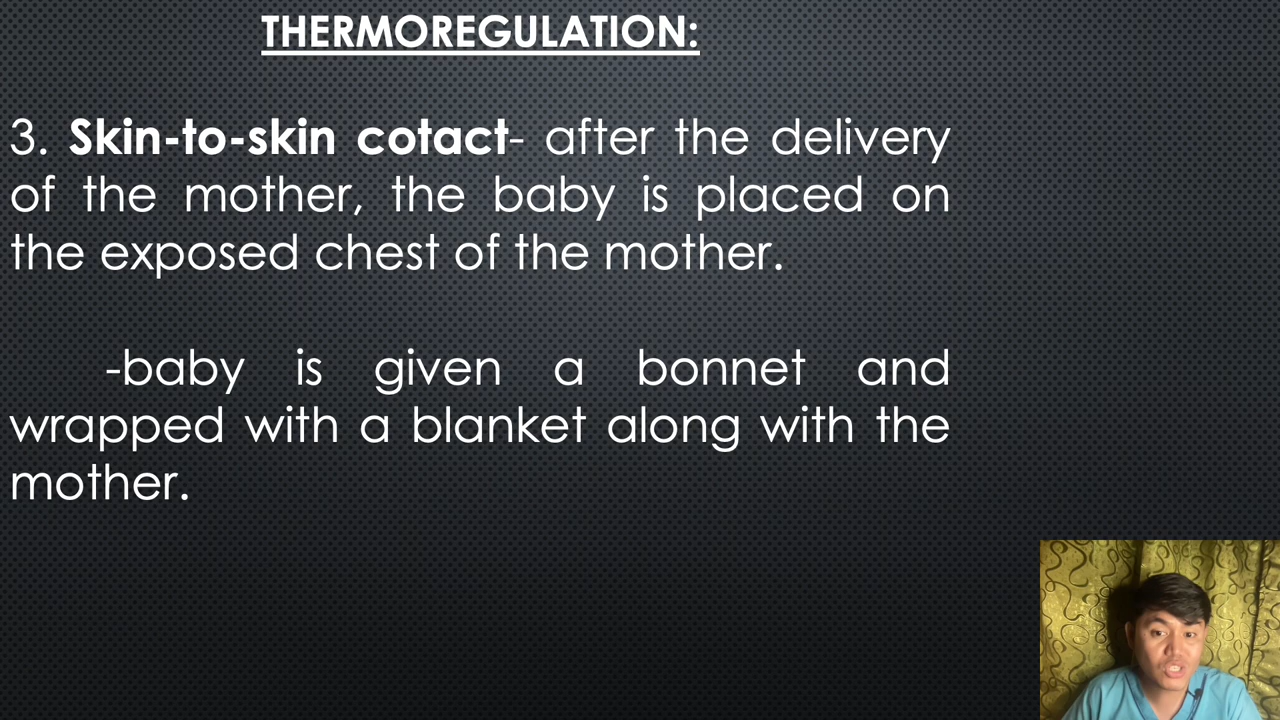 THERMOREGULATION:
3. Skin-to-skin cotact- after the delivery
of the mother, the baby is placed on
the exposed chest of the mother.
-baby is given a bonnet and
wrapped with a blanket along with the
mother.